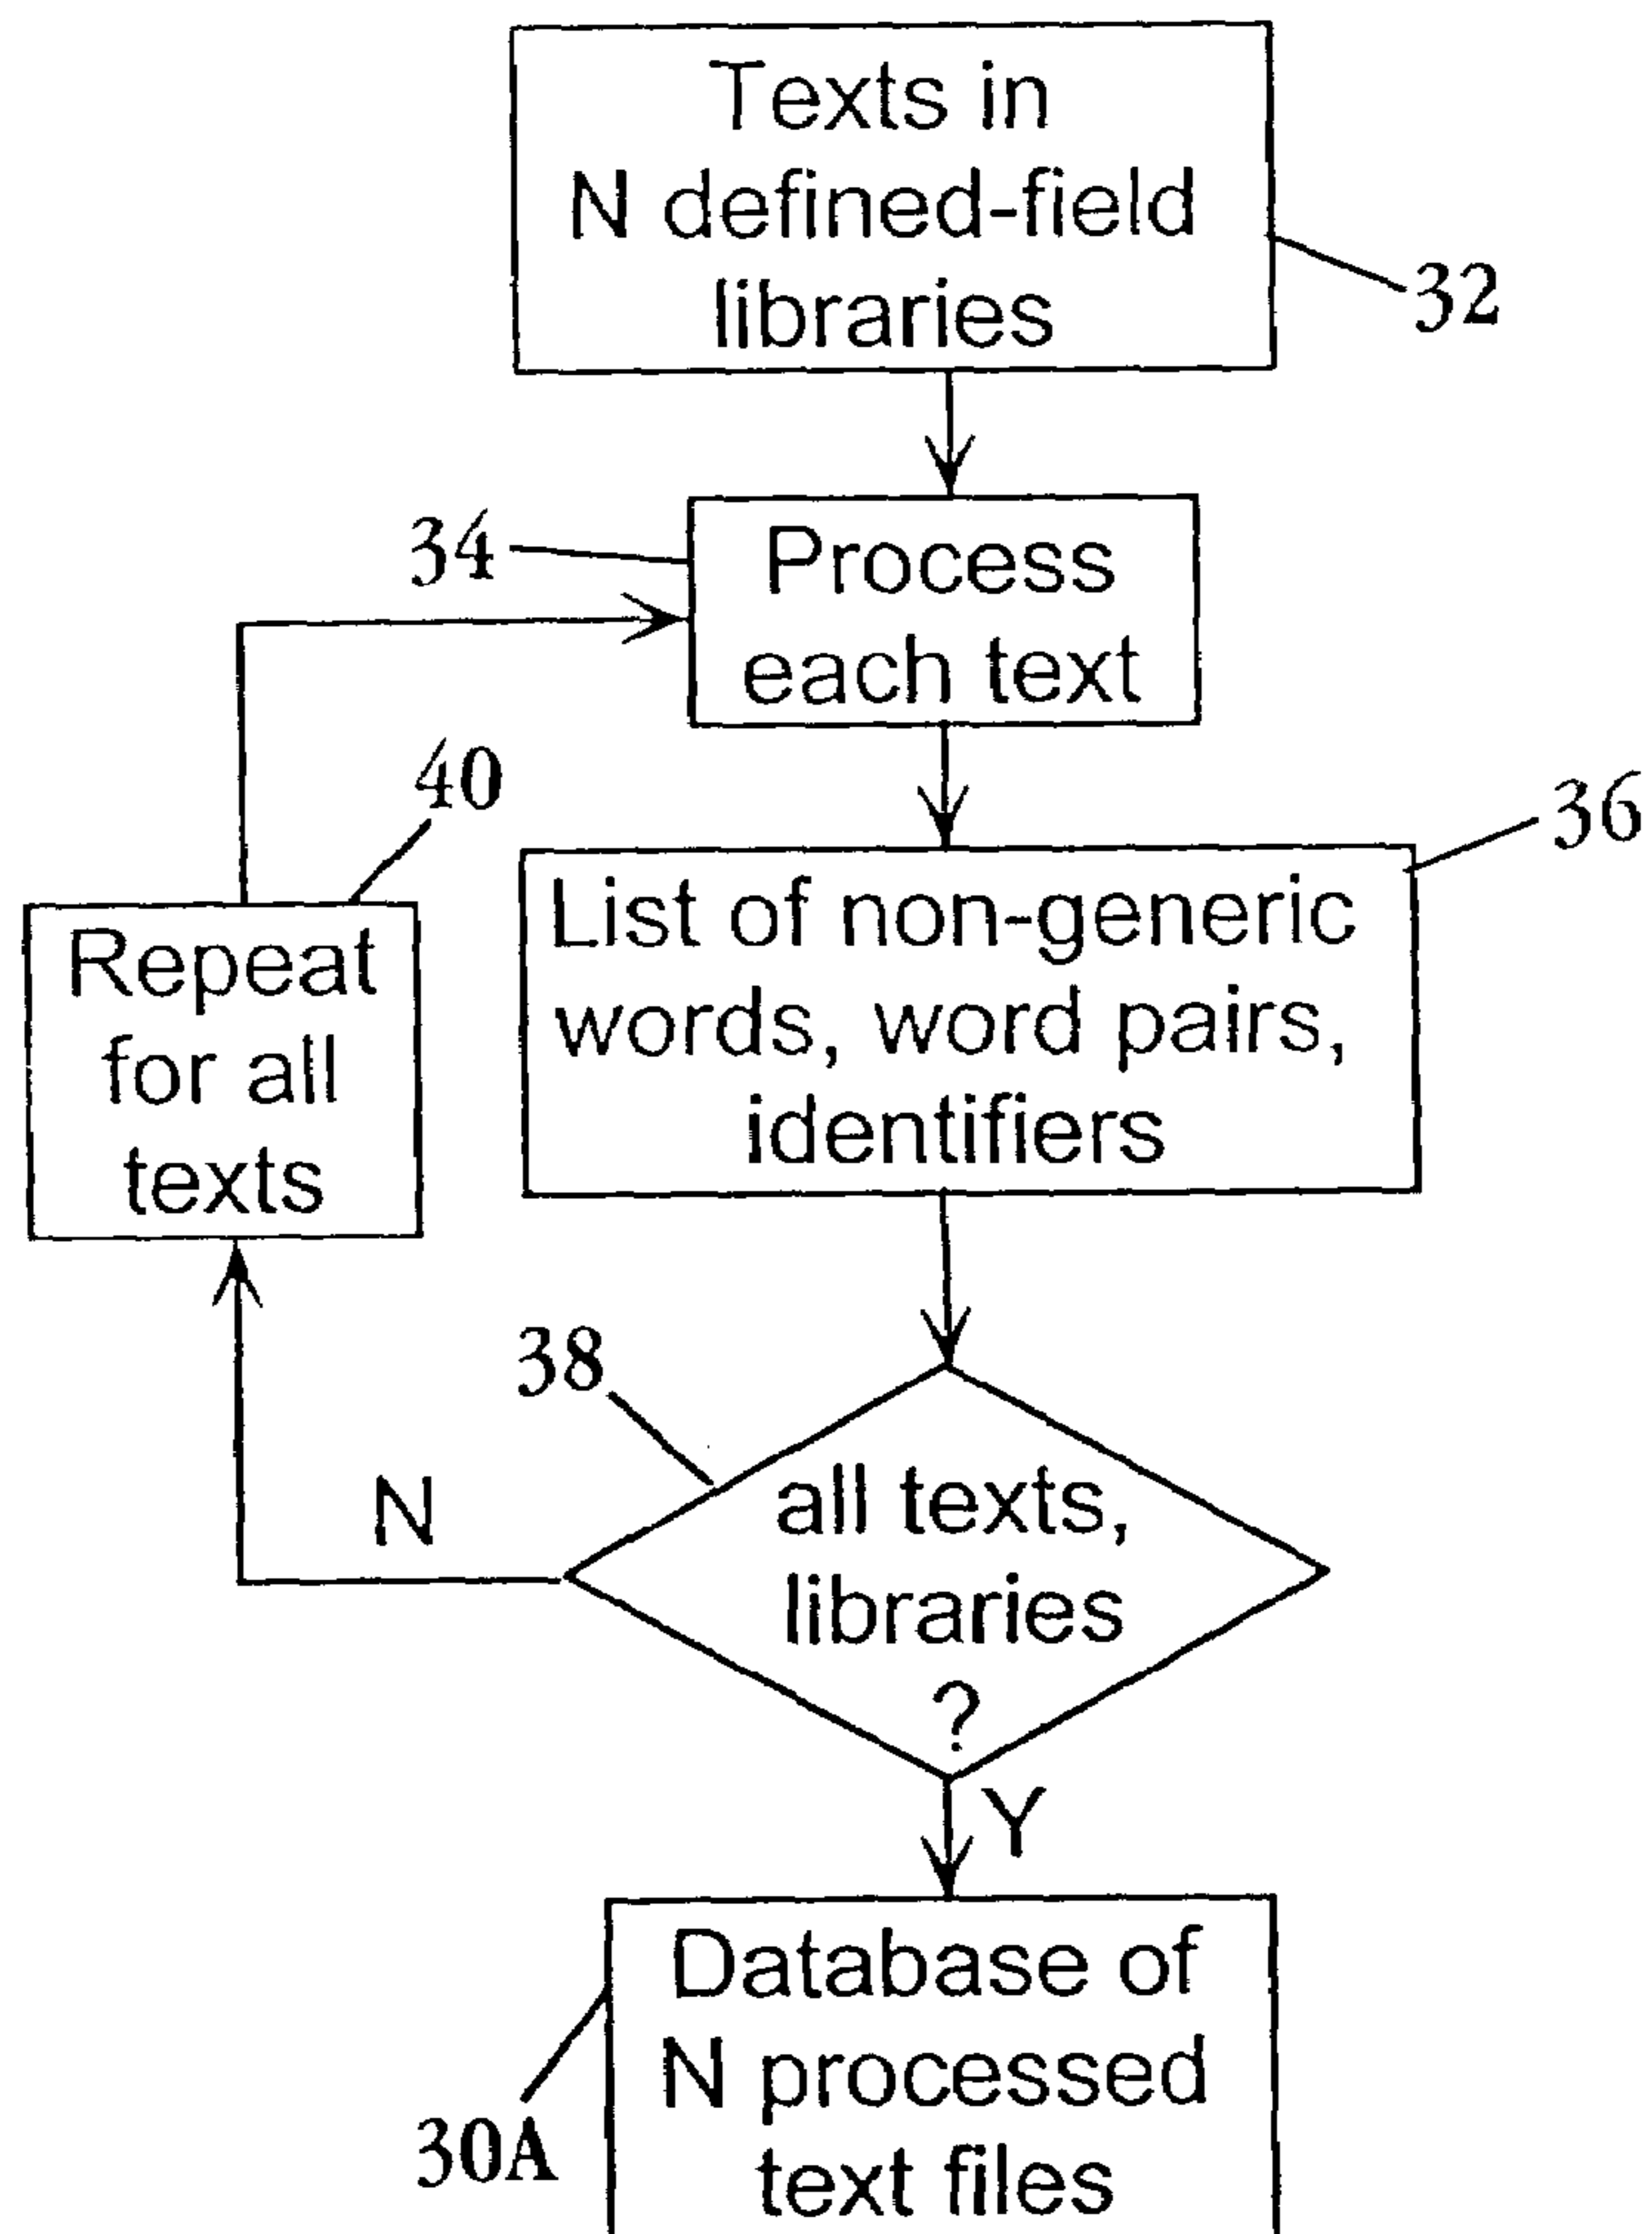 Texts in
N defined-field
libraries
32
34
Process
each text
40
36
List of non-generic
words, word pairs,
identifiers
Repeat
for all
texts
38
N
all texts,
libraries
?
Y
Database of
N processed
text files
30A